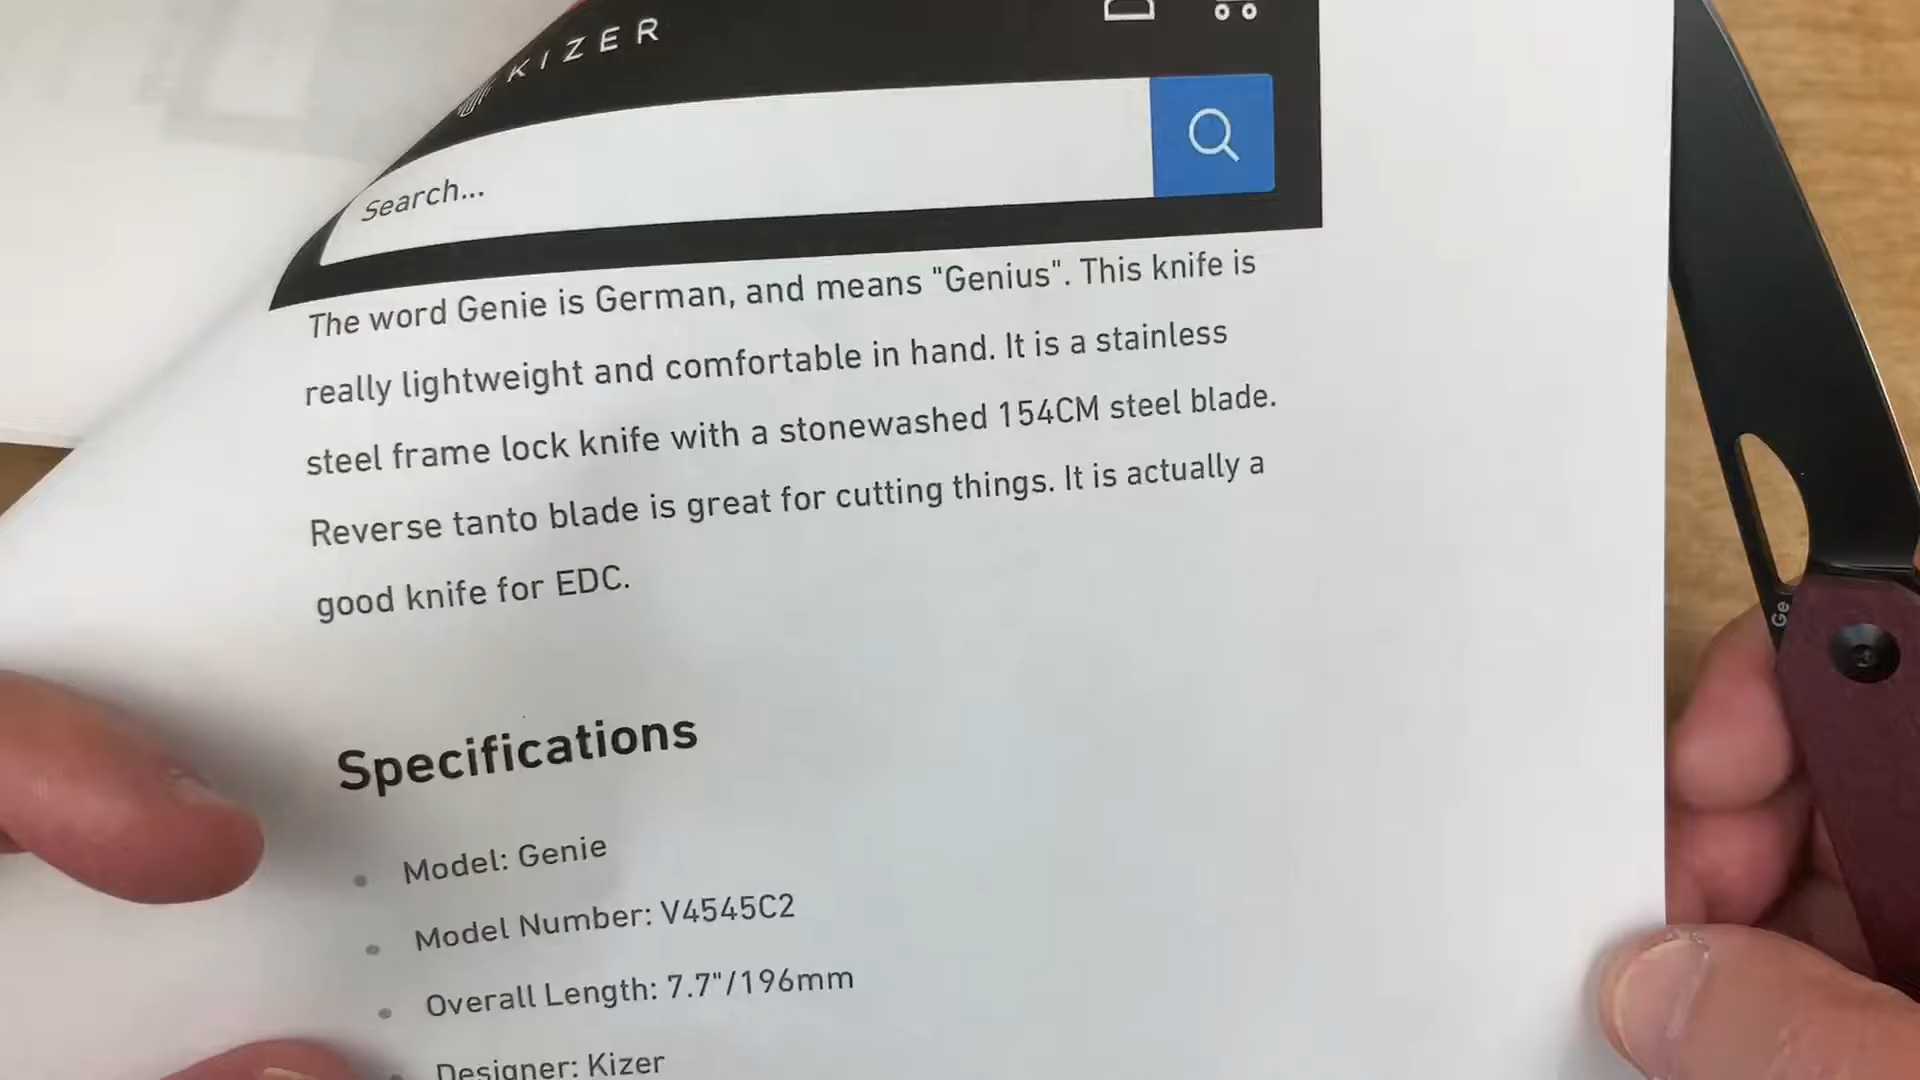 KIZER
Search...
The word Genie is German, and means "Genius". This knife is
really lightweight and comfortable in hand. It is a stainless
steel frame lock knife with a stonewashed 154CM steel blade.
Reverse tanto blade is great for cutting things. It is actually a
good knife for EDC.
Specifications
Model: Genie
Model Number: V4545C2
Overall Length: 7.7"/196mm
Designer: Kizer
Ge